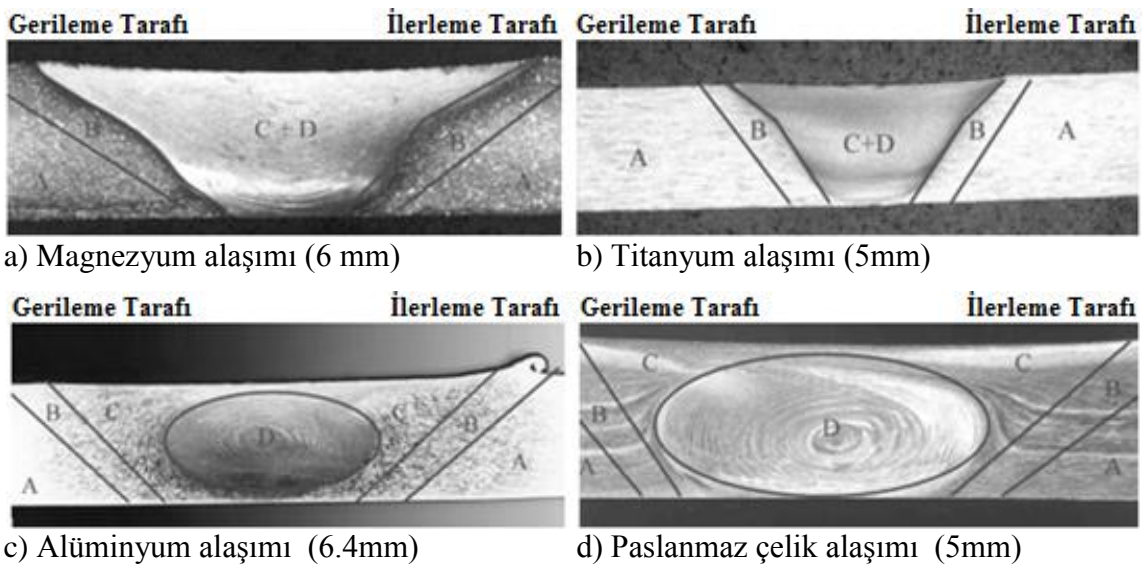 Gerileme Tarafı İlerleme Tarafı
Gerileme Tarafı İlerleme Tarafı
A B C + D B A
A B C+D B A
a) Magnezyum alaşımı (6 mm)
b) Titanyum alaşımı (5mm)
Gerileme Tarafı İlerleme Tarafı
Gerileme Tarafı İlerleme Tarafı
A B C D C B A
A B C D C B A
c) Alüminyum alaşımı (6.4mm)
d) Paslanmaz çelik alaşımı (5mm)